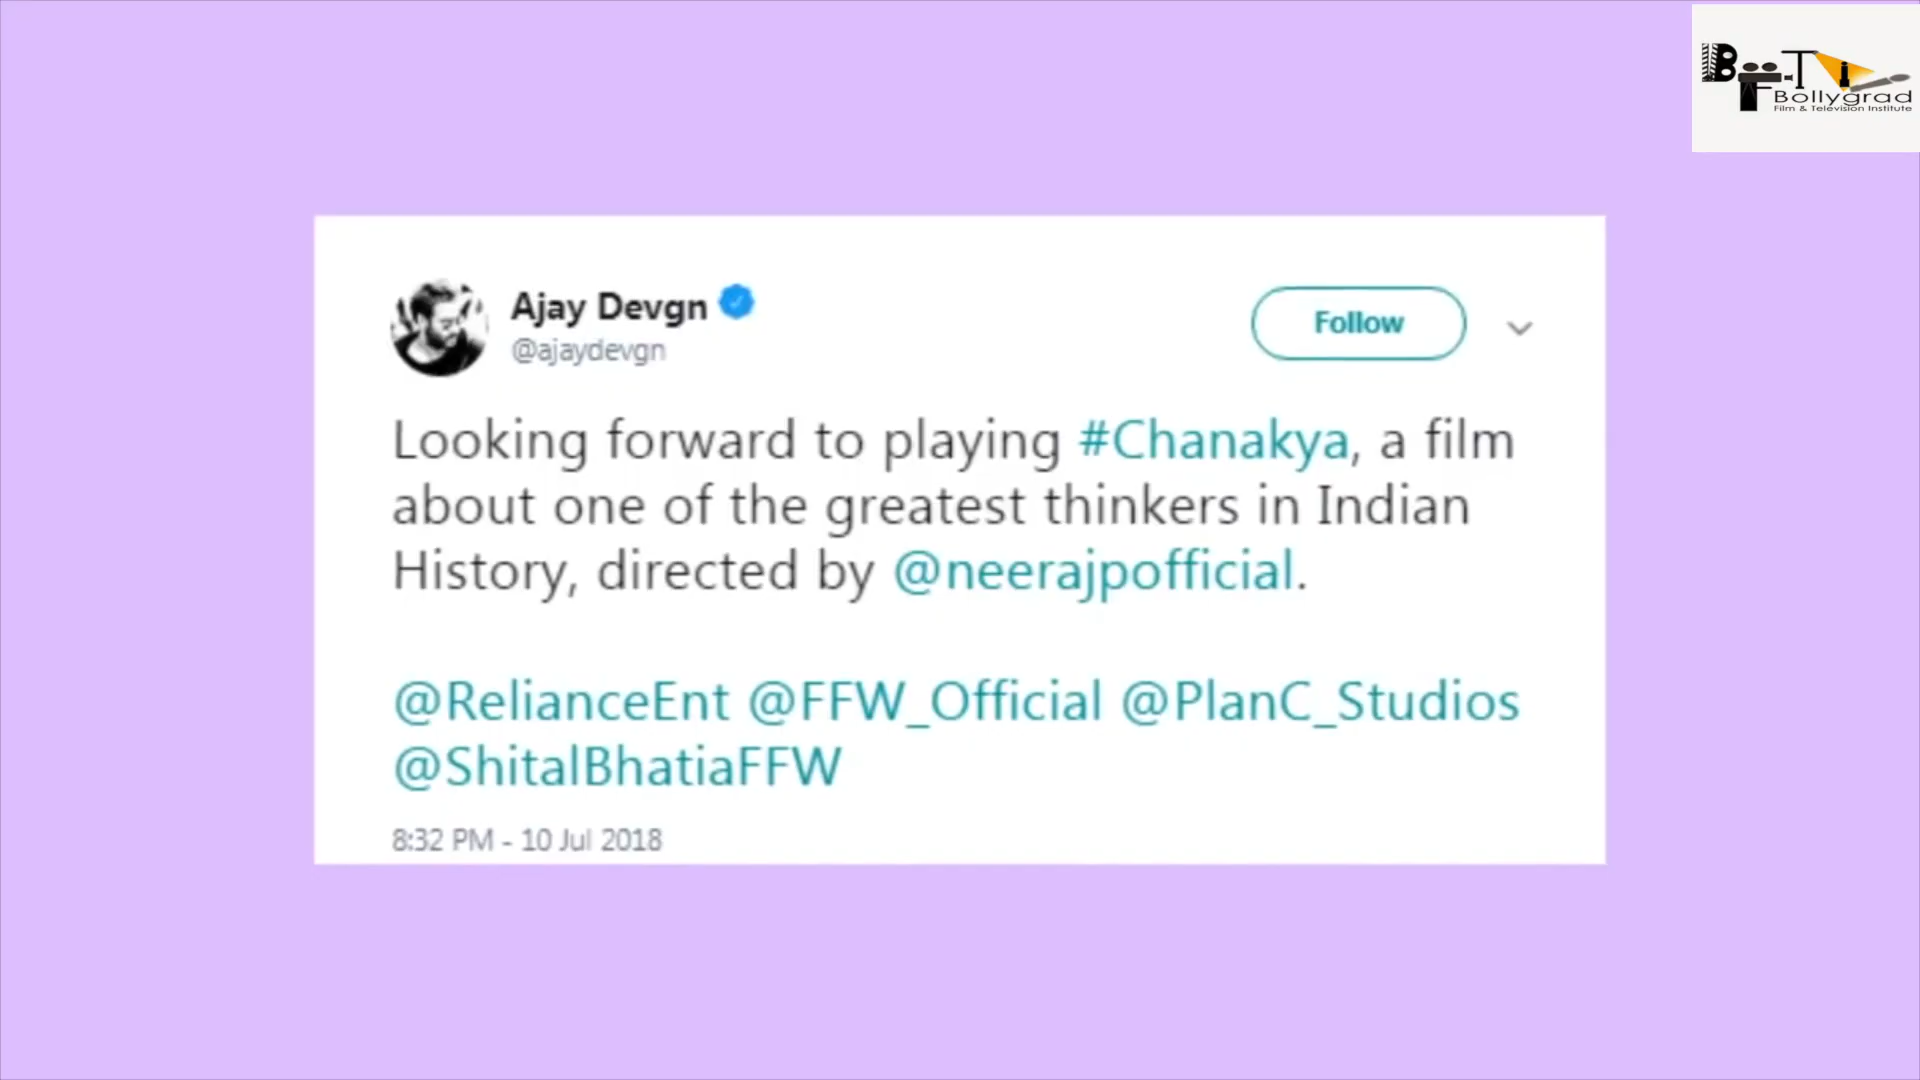 BFTI
Bollygrad
Film & Television Institute
Ajay Devgn
@ajaydevgn
Follow
Looking forward to playing #Chanakya, a film
about one of the greatest thinkers in Indian
History, directed by @neerajpofficial.
@RelianceEnt @FFW_Official @PlanC_Studios
@ShitalBhatiaFFW
8:32 PM - 10 Jul 2018